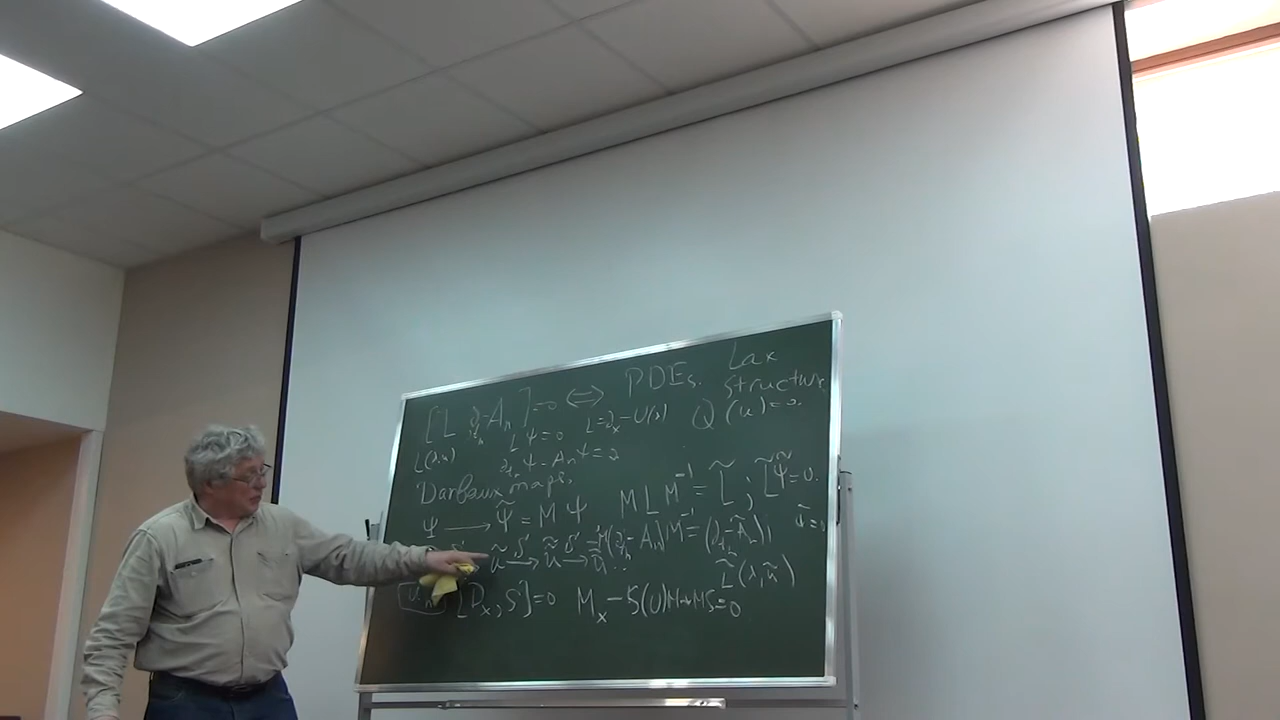 [L, ∂_{t_n}-A_n]=0 ⇔ PDEs. Lax structure
L(λ,u) LΨ=0 L=∂_x-U(λ) Q(u)=0.
∂_{t_n}Ψ-A_nΨ=2
Darboux maps. MLM^{-1}=L̃; L̃Ψ̃=0.
Ψ ⟶ Ψ̃=MΨ
ũ ⟶ ũ̃ ⟶ M(∂_{t_n}-A_n)M^{-1}=(∂_{t_n}-Ã_n)
L̃(λ,ũ)
[D_x, S]=0 M_x-S(U)M+MS=0